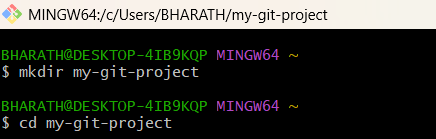 MINGW64:/c/Users/BHARATH/my-git-project
BHARATH@DESKTOP-4IB9KQP MINGW64 ~
$ mkdir my-git-project
BHARATH@DESKTOP-4IB9KQP MINGW64 ~
$ cd my-git-project